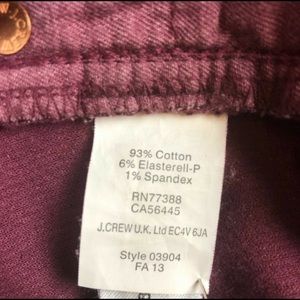 93% Cotton
6% Elasterell-P
1% Spandex
RN77388
CA56445
J.CREW U.K. Ltd EC4V 6JA
Style 03904
FA 13